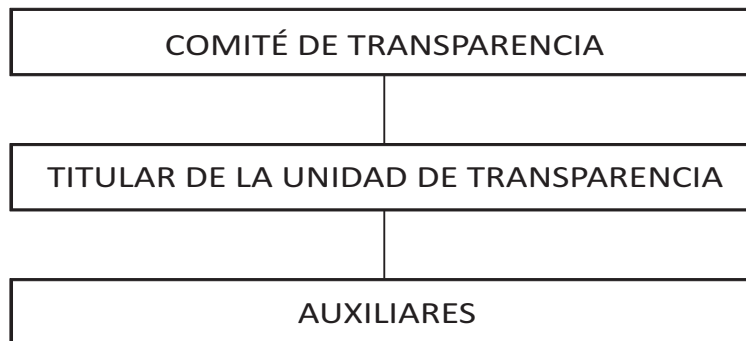 COMITÉ DE TRANSPARENCIA
TITULAR DE LA UNIDAD DE TRANSPARENCIA
AUXILIARES